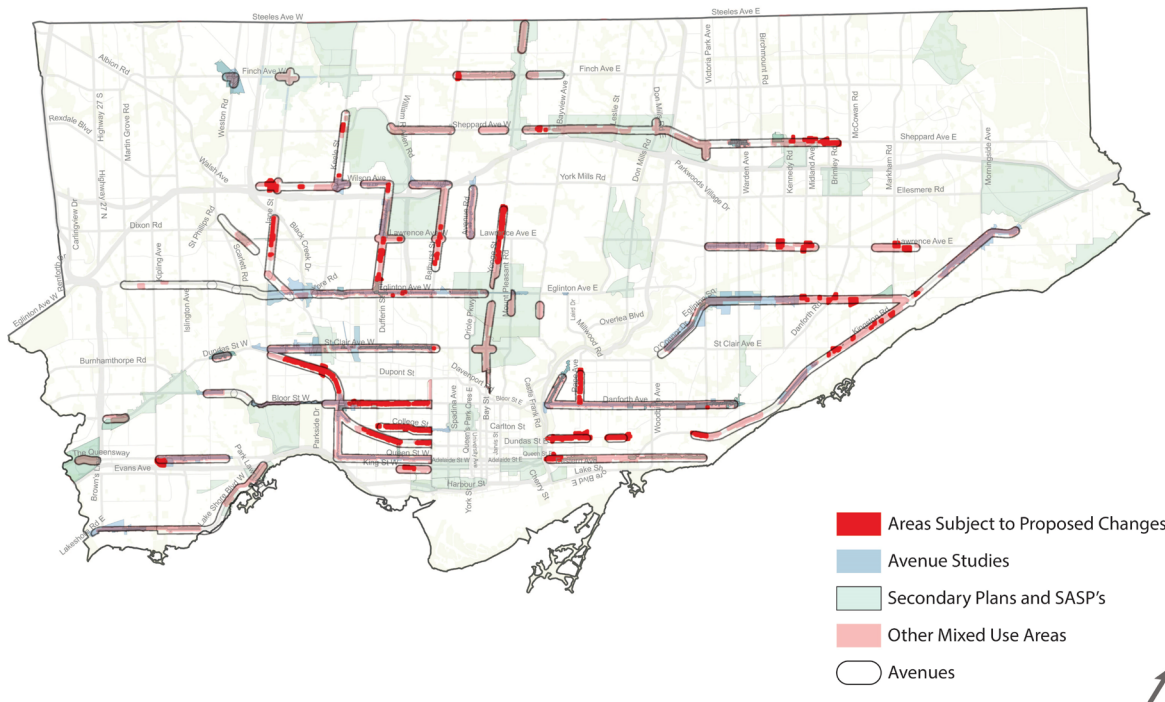 Steeles Ave W
Steeles Ave E
Albion Rd
Finch Ave W
Finch Ave E
Victoria Park Ave
Birchmount Rd
Highway 27 S
Martin Grove Rd
Weston Rd
Bayview Ave
Leslie St
McCowan Rd
Rexdale Blvd
Keele St
Sheppard Ave W
Sheppard Ave E
Don Mills Rd
Morningside Ave
Walsh Ave
Wilson Ave
York Mills Rd
Parkwoods Village Dr
Warden Ave
Kennedy Rd
Midland Ave
Brimley Rd
Markham Rd
Ellesmere Rd
Highway 27 N
Carlingview Dr
Dixon Rd
St Phillips Rd
Scarlett Rd
Jane St
Black Creek Dr
Lawrence Ave W
Bathurst St
Avenue Rd
Yonge St
Lawrence Ave E
Lawrence Ave E
Renforth Dr
Kipling Ave
Eglinton Ave W
Islington Ave
Eglinton Ave W
Dufferin St
Oriole Pkwy
Mount Pleasant Rd
Eglinton Ave E
Laird Dr
Overlea Blvd
Millwood Rd
Eglinton Sq
O'Connor Dr
Danforth Rd
Kingston Rd
Burnhamthorpe Rd
Dundas St W
St Clair Ave W
St Clair Ave E
Dupont St
Davenport Rd
Bloor St W
Parkside Dr
Spadina Ave
Queen's Park Cres E
Bay St
Bloor St E
Castle Frank Rd
Pape Ave
Danforth Ave
Woodbine Ave
College St
Carlton St
Jarvis St
University Ave
Dundas St E
The Queensway
Evans Ave
Queen St W
King St W
Adelaide St W
Adelaide St E
Queen St E
Eastern Ave
Brown's
Park Lawn
Lake Shore Blvd W
York St
Harbour St
Cherry St
Lake Shore Blvd E
Lakeshore Rd E
Areas Subject to Proposed Changes
Avenue Studies
Secondary Plans and SASP's
Other Mixed Use Areas
Avenues